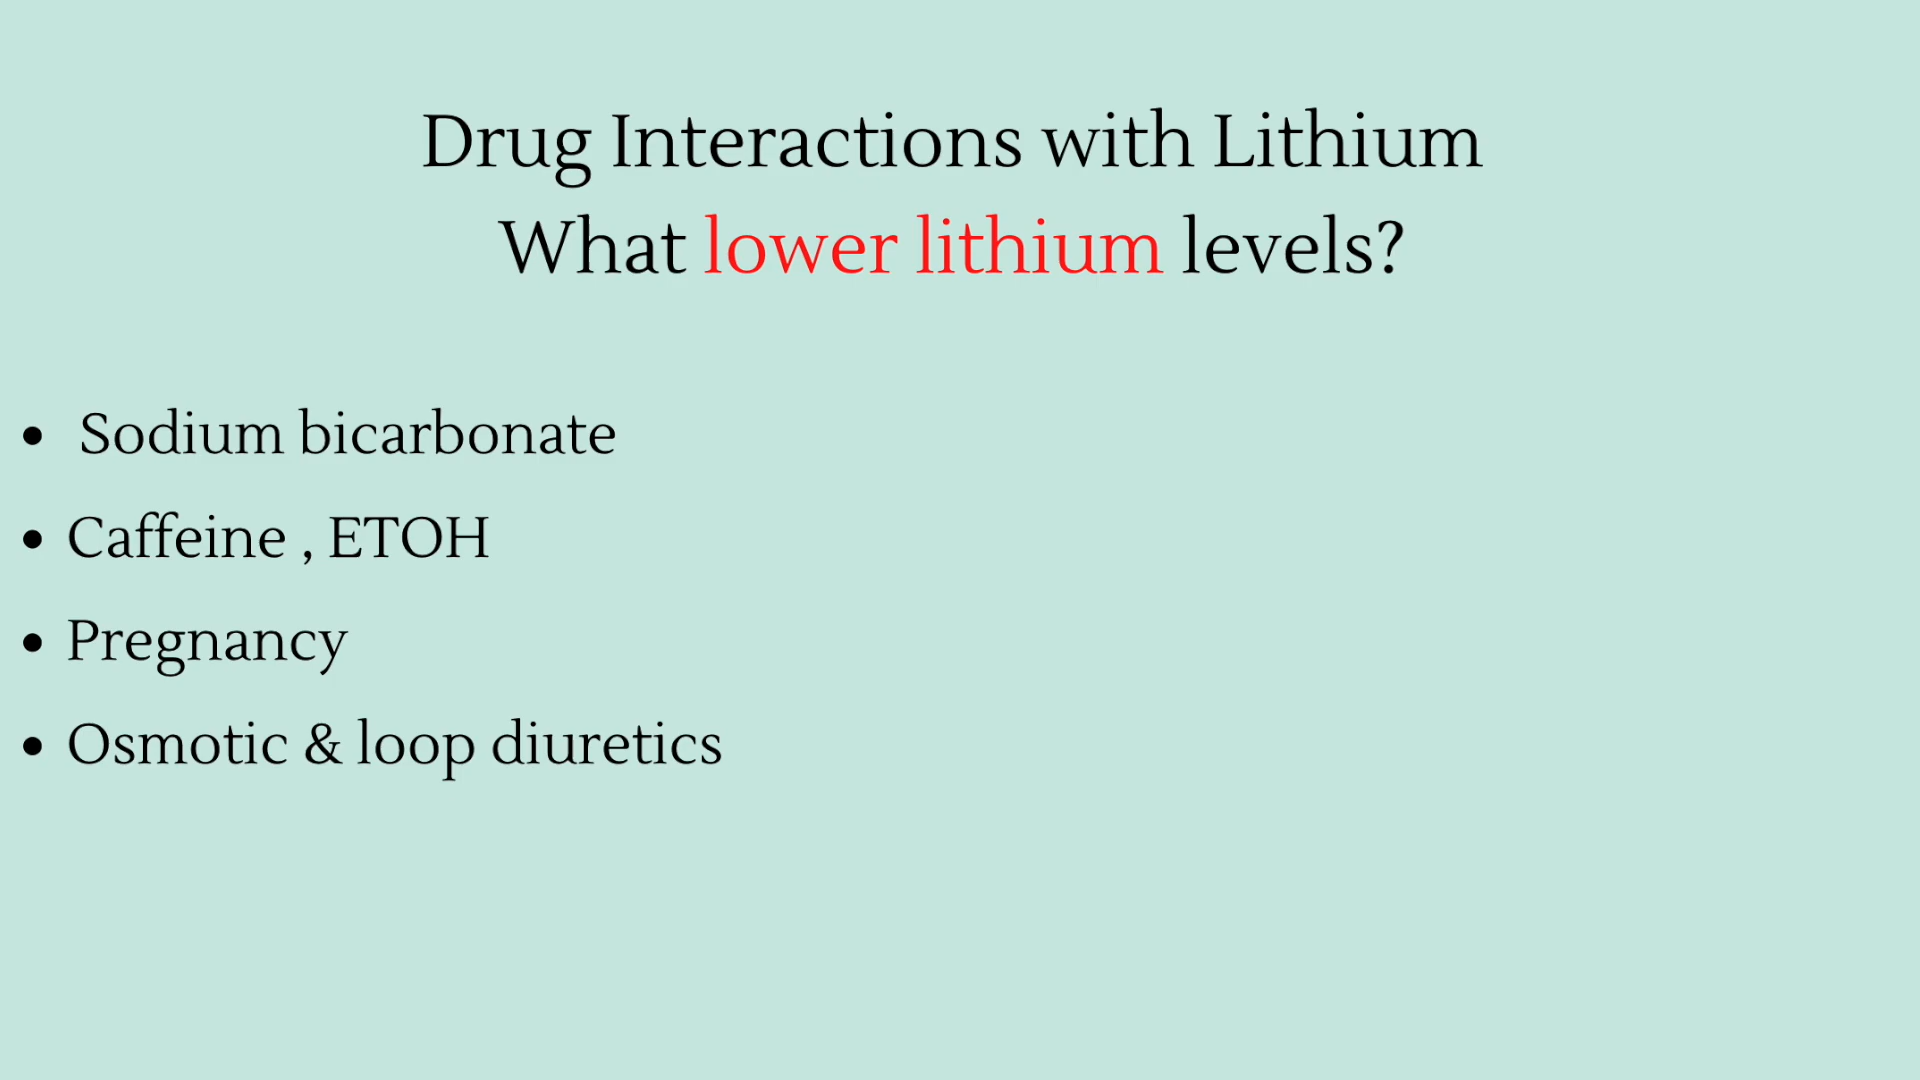 Drug Interactions with Lithium
What lower lithium levels?
• Sodium bicarbonate
• Caffeine , ETOH
• Pregnancy
• Osmotic & loop diuretics